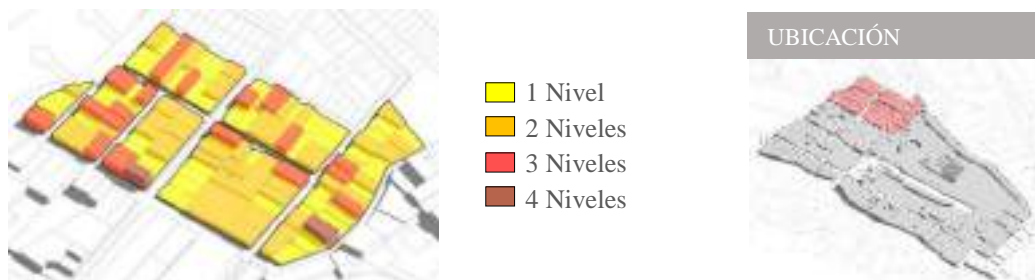 1 Nivel
2 Niveles
3 Niveles
4 Niveles
UBICACIÓN